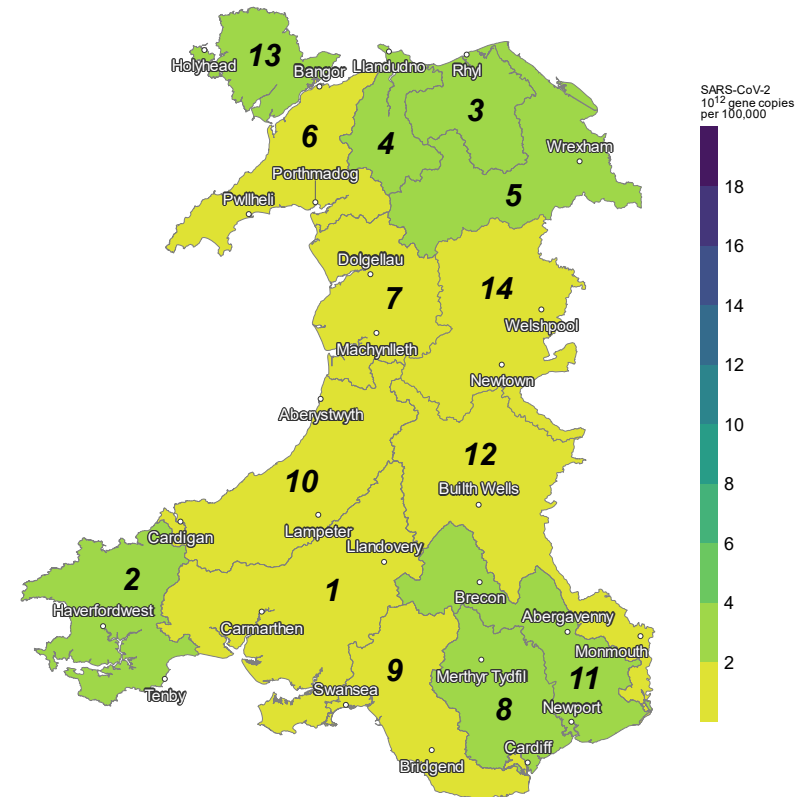 13
Holyhead
Bangor
Llandudno
Rhyl
3
6
4
Wrexham
Porthmadog
5
Pwllheli
Dolgellau
7
14
Welshpool
Machynlleth
Newtown
Aberystwyth
12
10
Builth Wells
Lampeter
Cardigan
Llandovery
2
1
Brecon
Haverfordwest
Abergavenny
Carmarthen
Monmouth
9
Merthyr Tydfil
11
Tenby
Swansea
8
Newport
Cardiff
Bridgend
SARS-CoV-2
10¹² gene copies
per 100,000
18
16
14
12
10
8
6
4
2